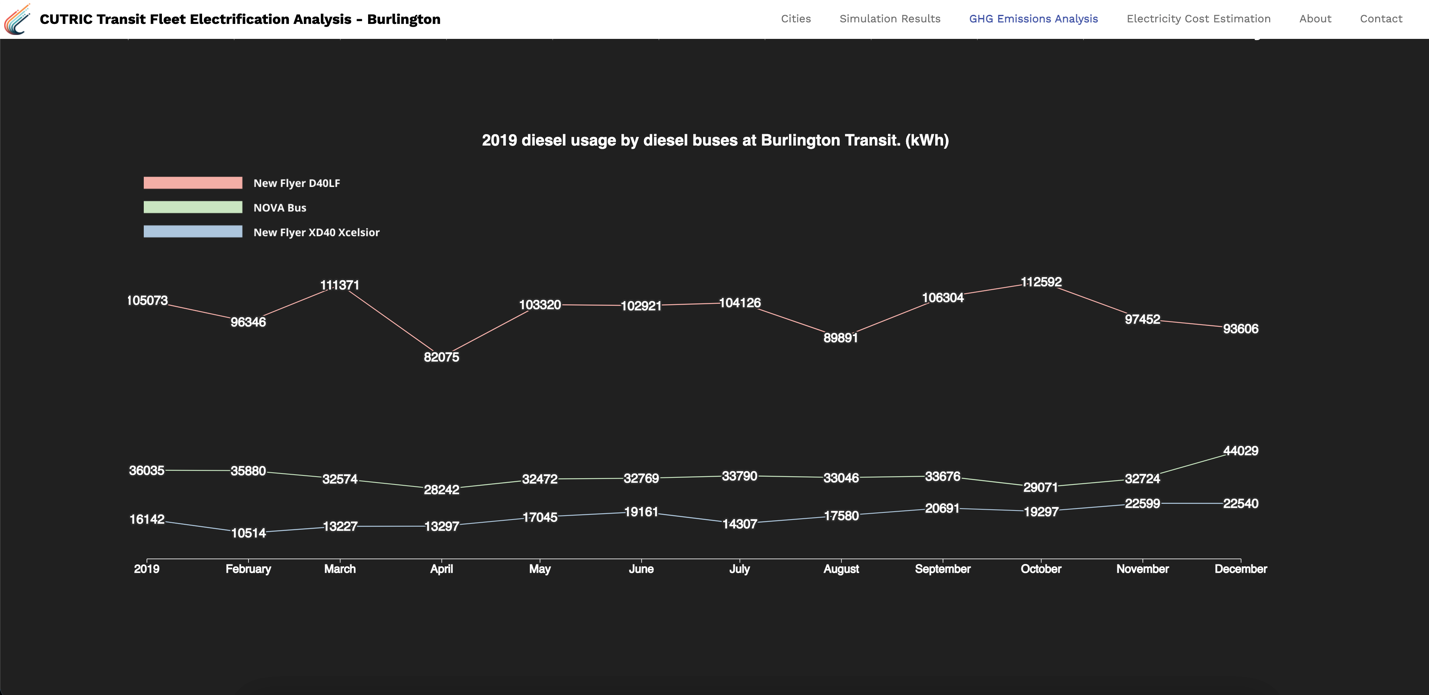 CUTRIC Transit Fleet Electrification Analysis - Burlington
Cities Simulation Results GHG Emissions Analysis Electricity Cost Estimation About Contact
2019 diesel usage by diesel buses at Burlington Transit. (kWh)
New Flyer D40LF
NOVA Bus
New Flyer XD40 Xcelsior
105073 96346 111371 82075 103320 102921 104126 89891 106304 112592 97452 93606
36035 35880 32574 28242 32472 32769 33790 33046 33676 29071 32724 44029
16142 10514 13227 13297 17045 19161 14307 17580 20691 19297 22599 22540
2019 February March April May June July August September October November December